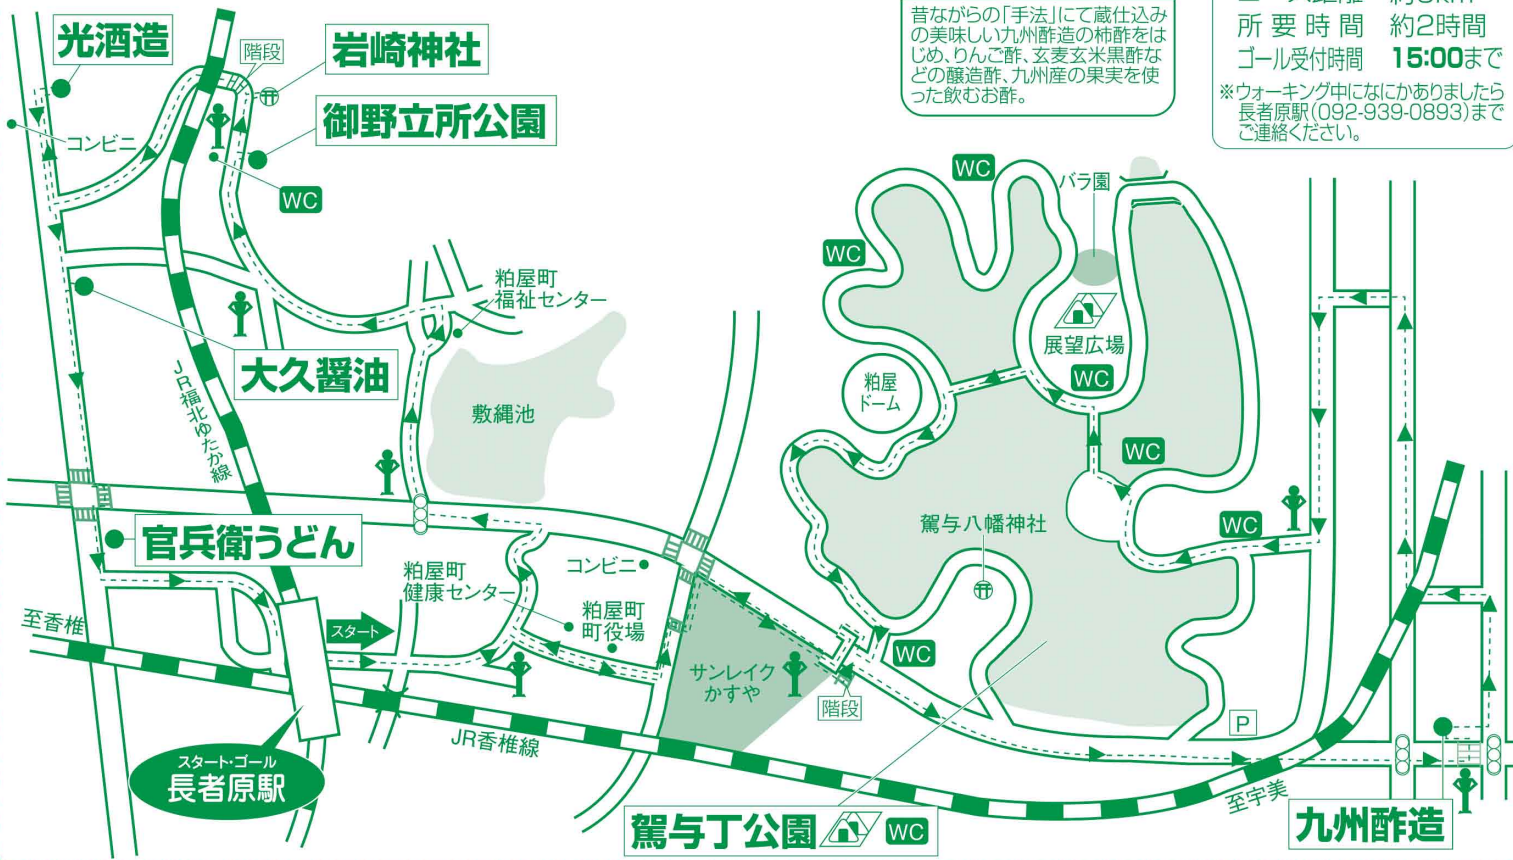 昔ながらの「手法」にて蔵仕込み
の美味しい九州酢造の柿酢をは
じめ、りんご酢、玄麦玄米黒酢な
どの醸造酢、九州産の果実を使
った飲むお酢。
所要時間 約2時間
ゴール受付時間 15:00まで
※ウォーキング中になにかありましたら
長者原駅(092-939-0893)まで
ご連絡ください。
光酒造
階段
岩崎神社
御野立所公園
コンビニ
WC
WC
バラ園
WC
粕屋町
福祉センター
展望広場
WC
大久醤油
JR福北ゆたか線
敷縄池
粕屋
ドーム
WC
駕与八幡神社
WC
官兵衛うどん
粕屋町
健康センター
コンビニ
粕屋町
町役場
至香椎
スタート
サンレイク
かすや
WC
階段
P
JR香椎線
スタート・ゴール
長者原駅
至宇美
駕与丁公園
WC
九州酢造